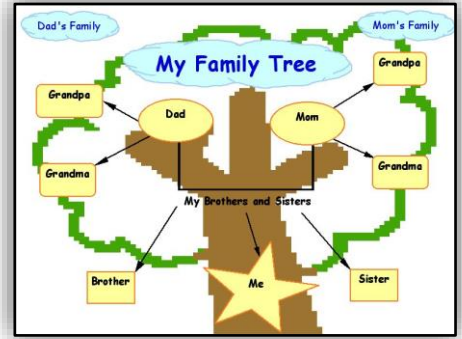 Dad's Family
Mom's Family
My Family Tree
Grandpa
Grandpa
Dad
Mom
Grandma
Grandma
My Brothers and Sisters
Brother
Me
Sister